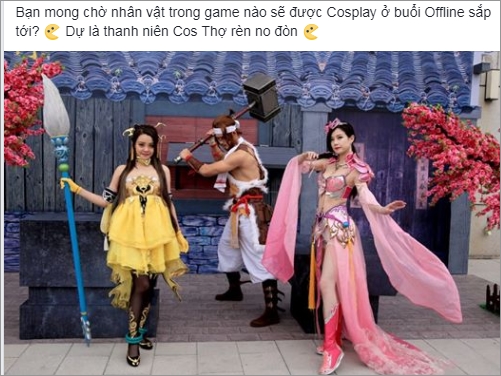 Bạn mong chờ nhân vật trong game nào sẽ được Cosplay ở buổi Offline sắp
tới? Dự là thanh niên Cos Thợ rèn no đòn